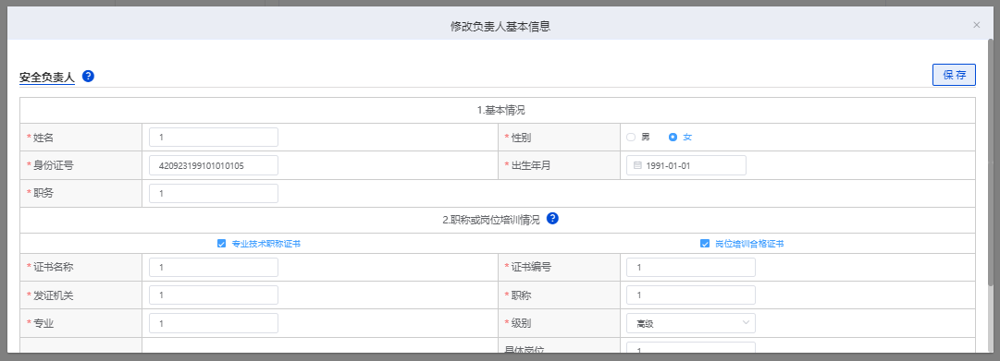 修改负责人基本信息 ×
安全负责人 ? 保 存
1.基本情况
*姓名 1 *性别 男 女
*身份证号 420923199101010105 *出生年月 1991-01-01
*职务 1
2.职称或岗位培训情况 ?
专业技术职称证书 岗位培训合格证书
*证书名称 1 *证书编号 1
*发证机关 1 *职称 1
*专业 1 *级别 高级
具体岗位 1